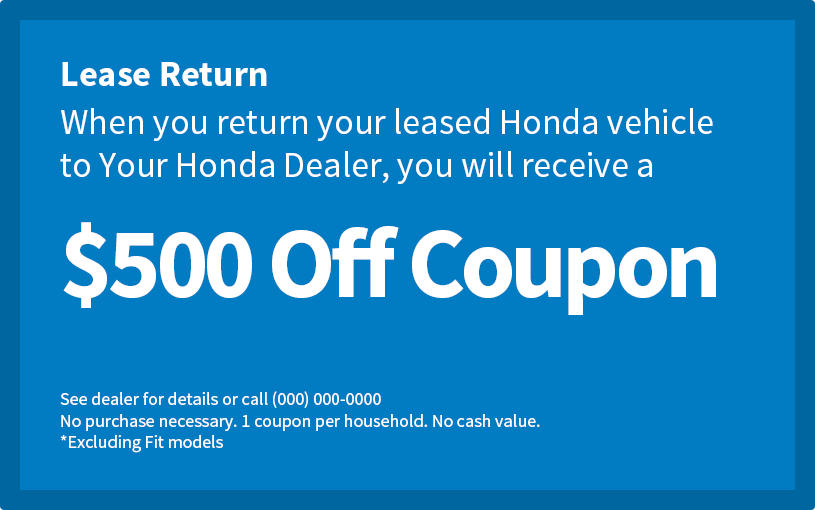 Lease Return
When you return your leased Honda vehicle
to Your Honda Dealer, you will receive a
$500 Off Coupon
See dealer for details or call (000) 000-0000
No purchase necessary. 1 coupon per household. No cash value.
*Excluding Fit models